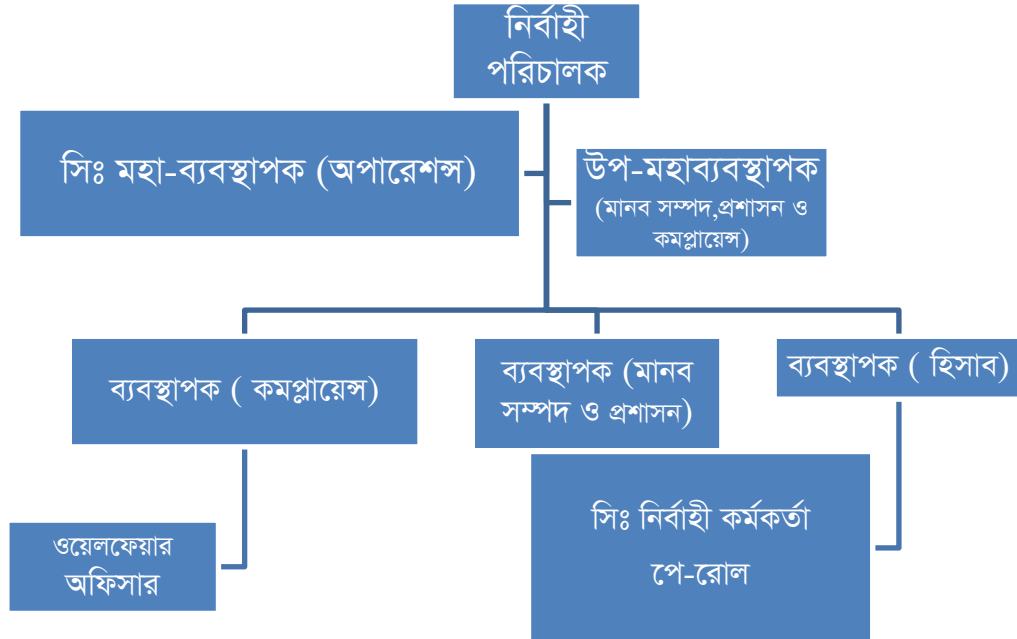 নির্বাহী
পরিচালক
সিঃ মহা-ব্যবস্থাপক (অপারেশন্স)
উপ-মহাব্যবস্থাপক
(মানব সম্পদ,প্রশাসন ও
কমপ্লায়েন্স)
ব্যবস্থাপক ( কমপ্লায়েন্স)
ব্যবস্থাপক (মানব
সম্পদ ও প্রশাসন)
ব্যবস্থাপক ( হিসাব)
ওয়েলফেয়ার
অফিসার
সিঃ নির্বাহী কর্মকর্তা
পে-রোল